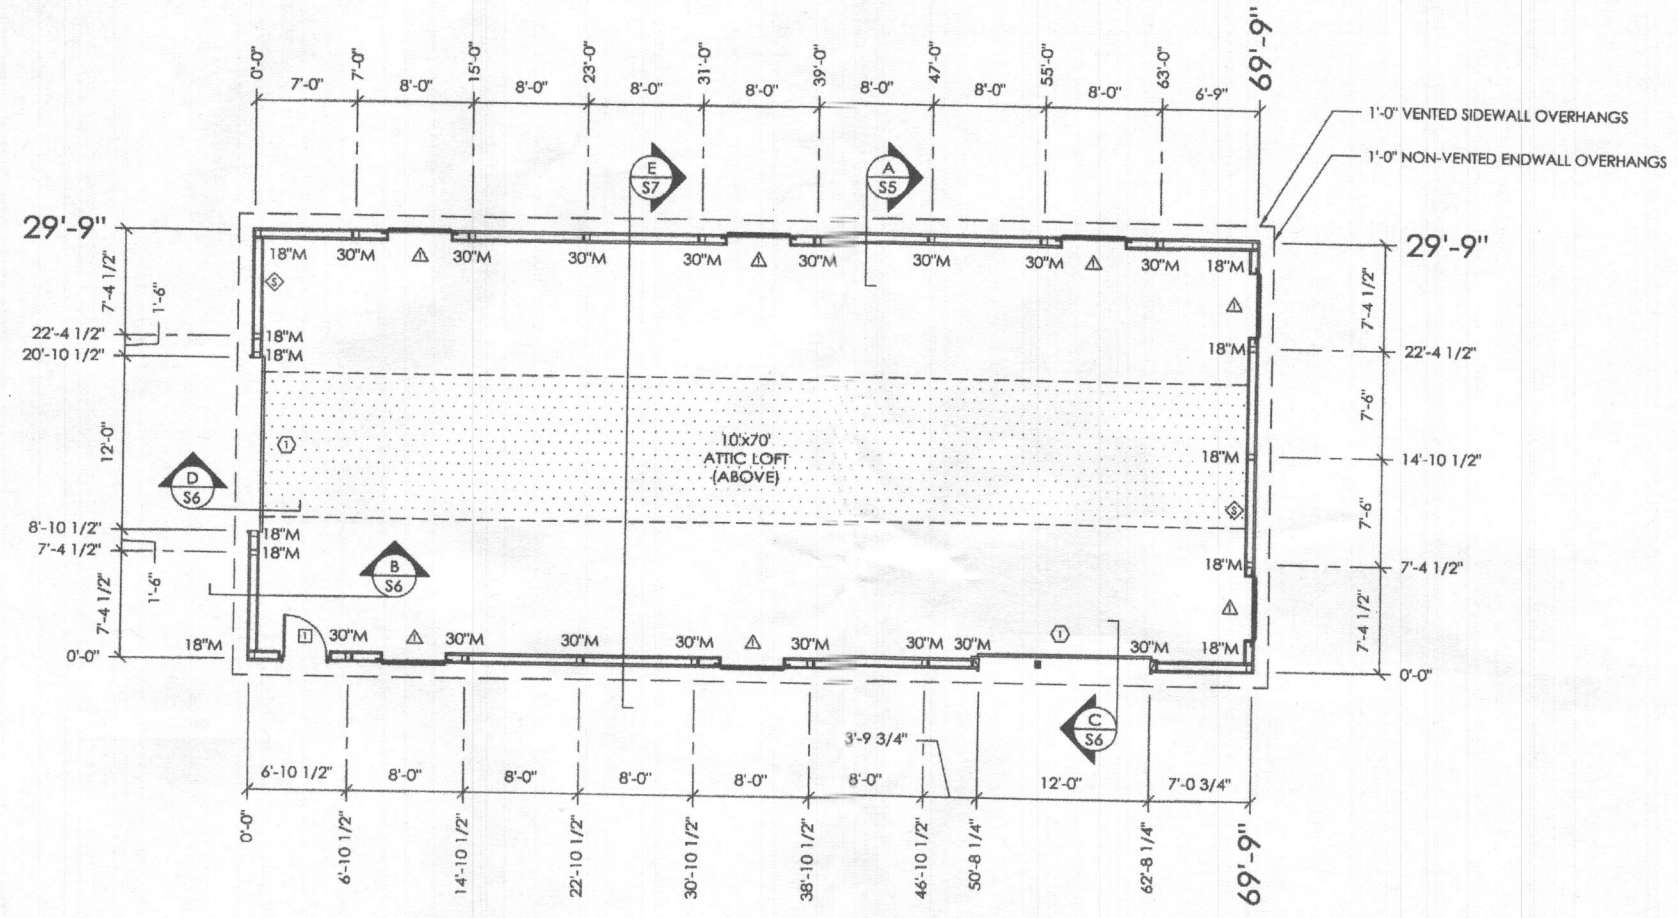 0'-0"
7'-0"
15'-0"
23'-0"
31'-0"
39'-0"
47'-0"
55'-0"
63'-0"
69'-9"
7'-0"
8'-0"
8'-0"
8'-0"
8'-0"
8'-0"
8'-0"
8'-0"
6'-9"
1'-0" VENTED SIDEWALL OVERHANGS
1'-0" NON-VENTED ENDWALL OVERHANGS
E
S7
A
S5
29'-9"
29'-9"
18"M
30"M
1
30"M
30"M
30"M
1
30"M
30"M
30"M
1
30"M
18"M
S
1
7'-4 1/2"
1'-6"
22'-4 1/2"
20'-10 1/2"
18"M
18"M
18"M
7'-4 1/2"
22'-4 1/2"
12'-0"
1
10'x70'
ATTIC LOFT
(ABOVE)
18"M
7'-6"
14'-10 1/2"
D
S6
S
7'-6"
8'-10 1/2"
7'-4 1/2"
18"M
18"M
1'-6"
B
S6
18"M
7'-4 1/2"
7'-4 1/2"
1
7'-4 1/2"
0'-0"
18"M
1
30"M
1
30"M
30"M
30"M
1
30"M
30"M
30"M
1
30"M
18"M
0'-0"
C
S6
3'-9 3/4"
6'-10 1/2"
8'-0"
8'-0"
8'-0"
8'-0"
8'-0"
12'-0"
7'-0 3/4"
0'-0"
6'-10 1/2"
14'-10 1/2"
22'-10 1/2"
30'-10 1/2"
38'-10 1/2"
46'-10 1/2"
50'-8 1/4"
62'-8 1/4"
69'-9"